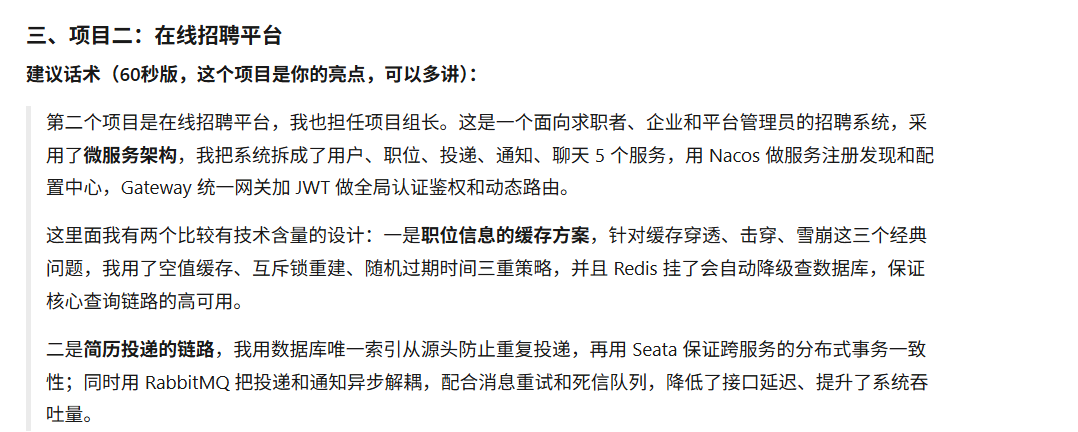 三、项目二：在线招聘平台
建议话术（60秒版，这个项目是你的亮点，可以多讲）：
第二个项目是在线招聘平台，我也担任项目组长。这是一个面向求职者、企业和平台管理员的招聘系统，采
用了微服务架构，我把系统拆成了用户、职位、投递、通知、聊天 5 个服务，用 Nacos 做服务注册发现和配
置中心，Gateway 统一网关加 JWT 做全局认证鉴权和动态路由。
这里面我有两个比较有技术含量的设计：一是职位信息的缓存方案，针对缓存穿透、击穿、雪崩这三个经典
问题，我用了空值缓存、互斥锁重建、随机过期时间三重策略，并且 Redis 挂了会自动降级查数据库，保证
核心查询链路的高可用。
二是简历投递的链路，我用数据库唯一索引从源头防止重复投递，再用 Seata 保证跨服务的分布式事务一致
性；同时用 RabbitMQ 把投递和通知异步解耦，配合消息重试和死信队列，降低了接口延迟、提升了系统吞
吐量。